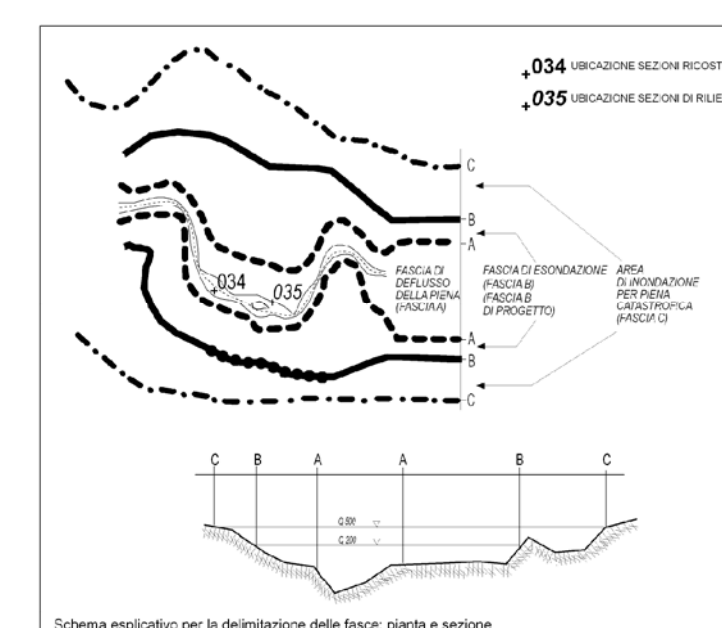 +034 UBICAZIONE SEZIONI RICOST
+035 UBICAZIONE SEZIONI DI RILIE
C
B
A
034
+
035
+
FASCIA DI
DEFLUSSO
DELLA PIENA
(FASCIA A)
FASCIA DI ESONDAZIONE
(FASCIA B)
(FASCIA B
DI PROGETTO)
AREA
DI INONDAZIONE
PER PIENA
CATASTROFICA
(FASCIA C)
A
B
C
C B A A B C
Q 500
Q 200
Schema esplicativo per la delimitazione delle fasce: pianta e sezione